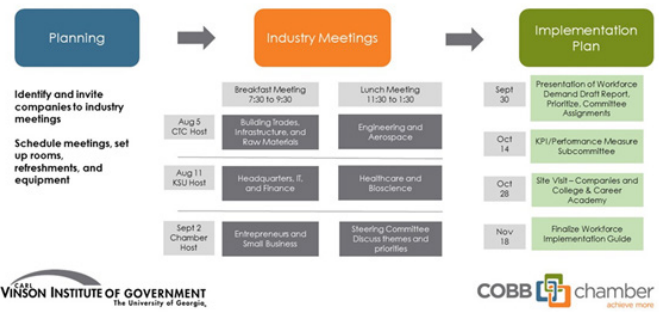 Planning
Industry Meetings
Implementation
Plan
Identify and invite
companies to industry
meetings
Schedule meetings, set
up rooms,
refreshments, and
equipment
Breakfast Meeting
7:30 to 9:30
Lunch Meeting
11:30 to 1:30
Aug 5
CTC Host
Building Trades,
Infrastructure, and
Raw Materials
Engineering and
Aerospace
Aug 11
KSU Host
Headquarters, IT,
and Finance
Healthcare and
Bioscience
Sept 2
Chamber
Host
Entrepreneurs and
Small Business
Steering Committee
Discuss themes and
priorities
Sept
30
Presentation of Workforce
Demand Draft Report,
Prioritize, Committee
Assignments
Oct
14
KPI/Performance Measure
Subcommittee
Oct
28
Site Visit – Companies and
College & Career
Academy
Nov
18
Finalize Workforce
Implementation Guide
CARL
VINSON INSTITUTE OF GOVERNMENT
The University of Georgia
COBB chamber
achieve more